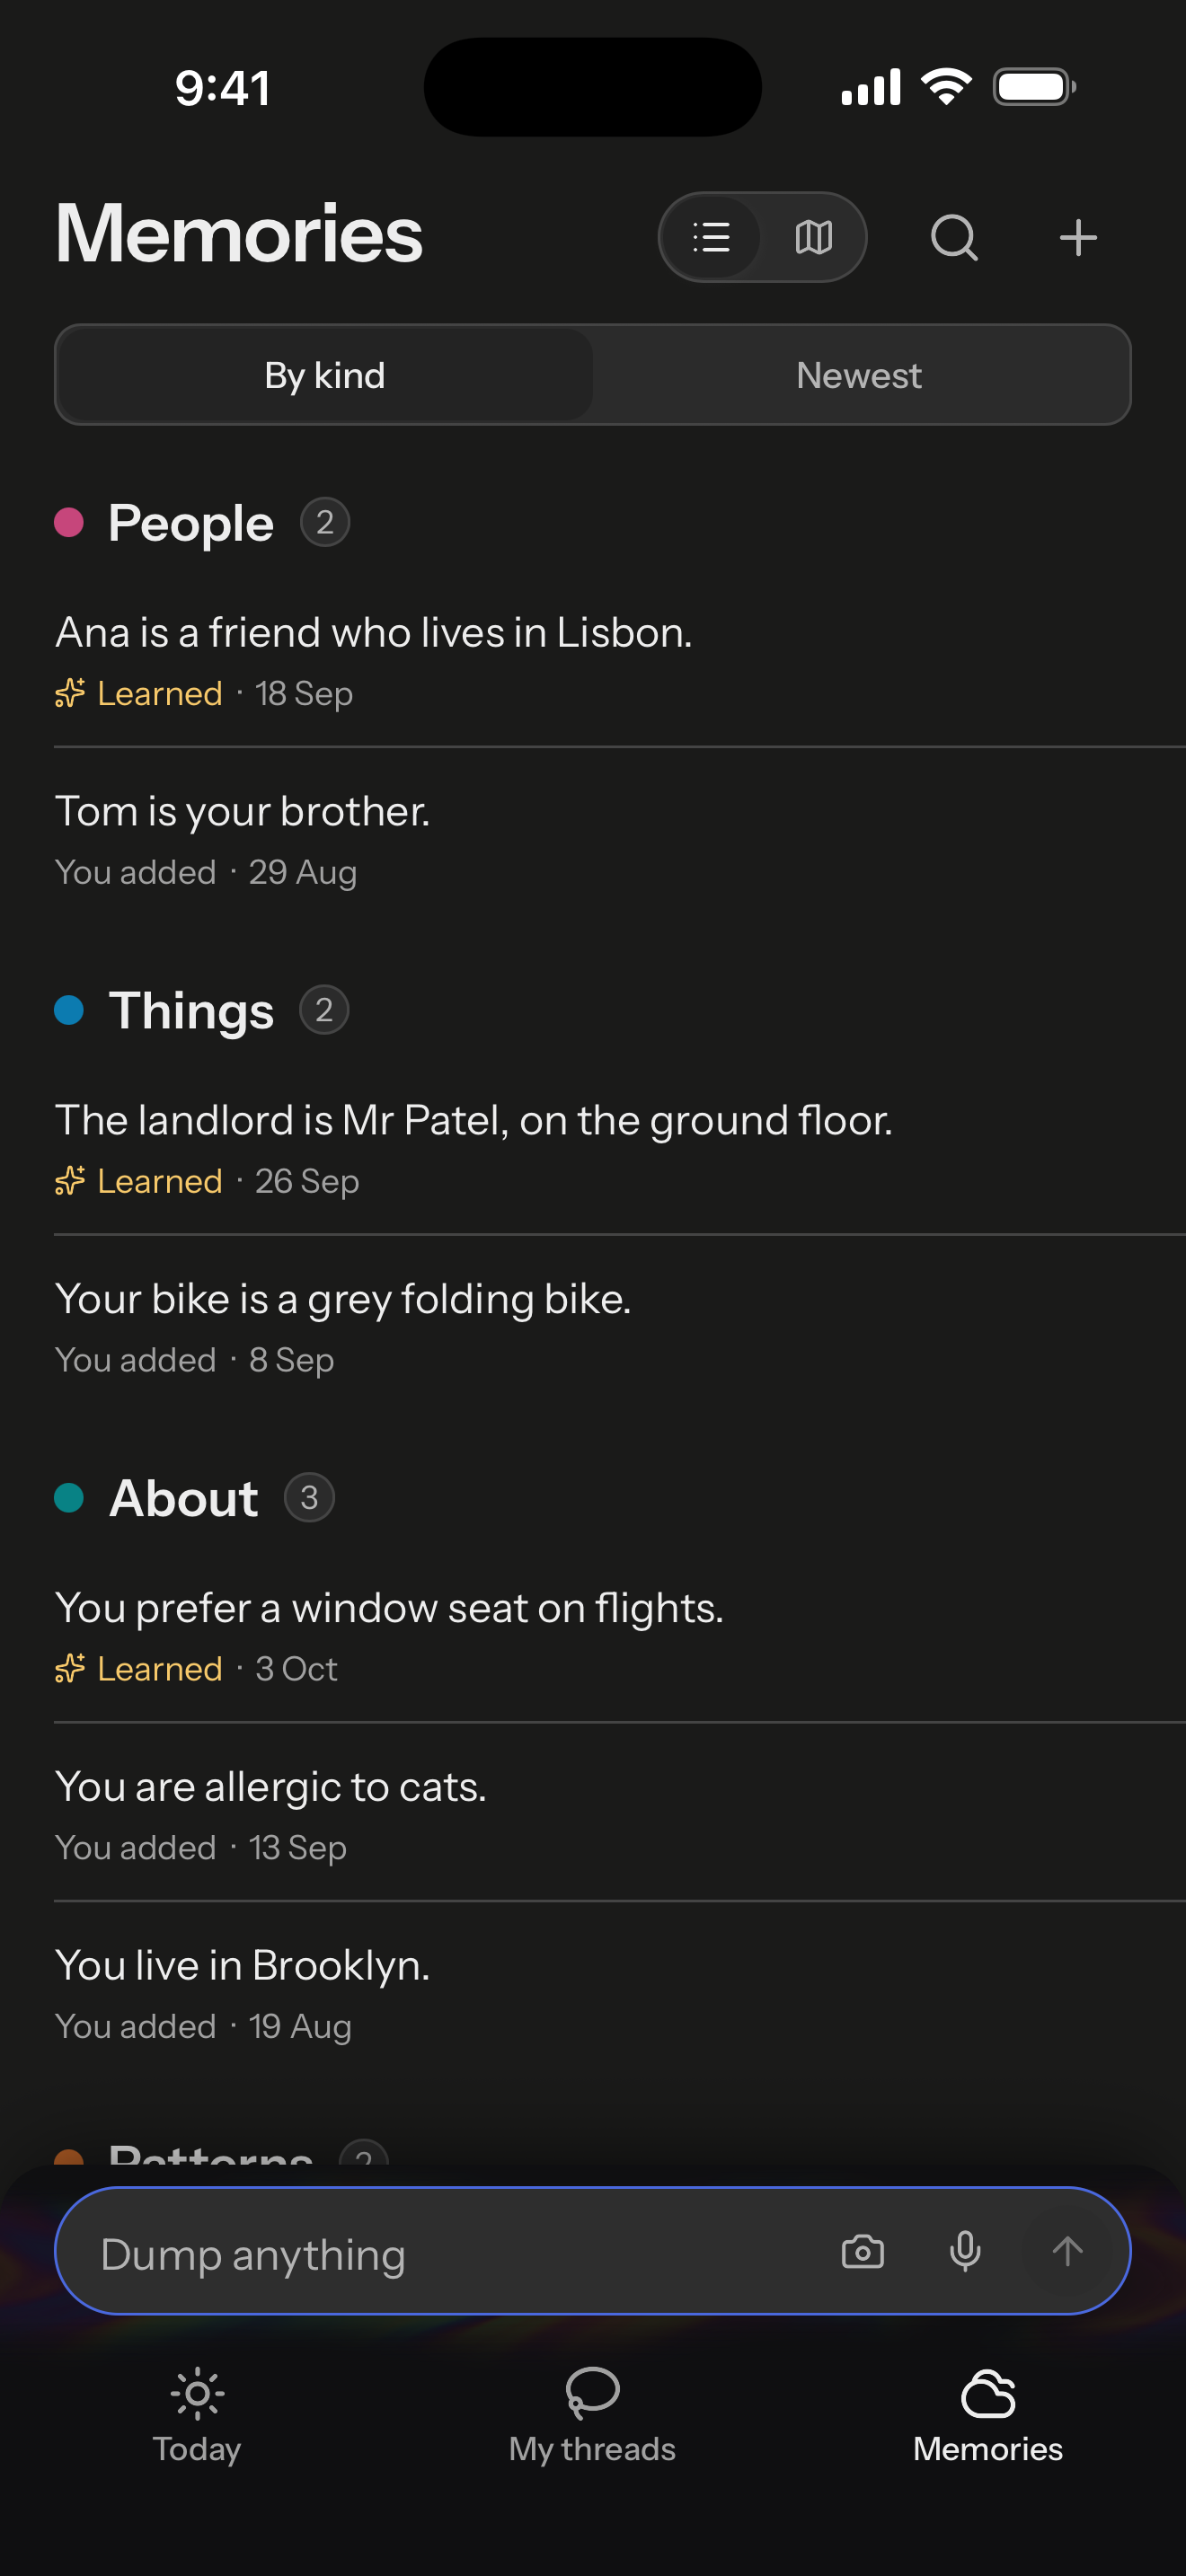 9:41
Memories
By kind
Newest
People 2
Ana is a friend who lives in Lisbon.
Learned · 18 Sep
Tom is your brother.
You added · 29 Aug
Things 2
The landlord is Mr Patel, on the ground floor.
Learned · 26 Sep
Your bike is a grey folding bike.
You added · 8 Sep
About 3
You prefer a window seat on flights.
Learned · 3 Oct
You are allergic to cats.
You added · 13 Sep
You live in Brooklyn.
You added · 19 Aug
Patterns 2
Dump anything
Today
My threads
Memories